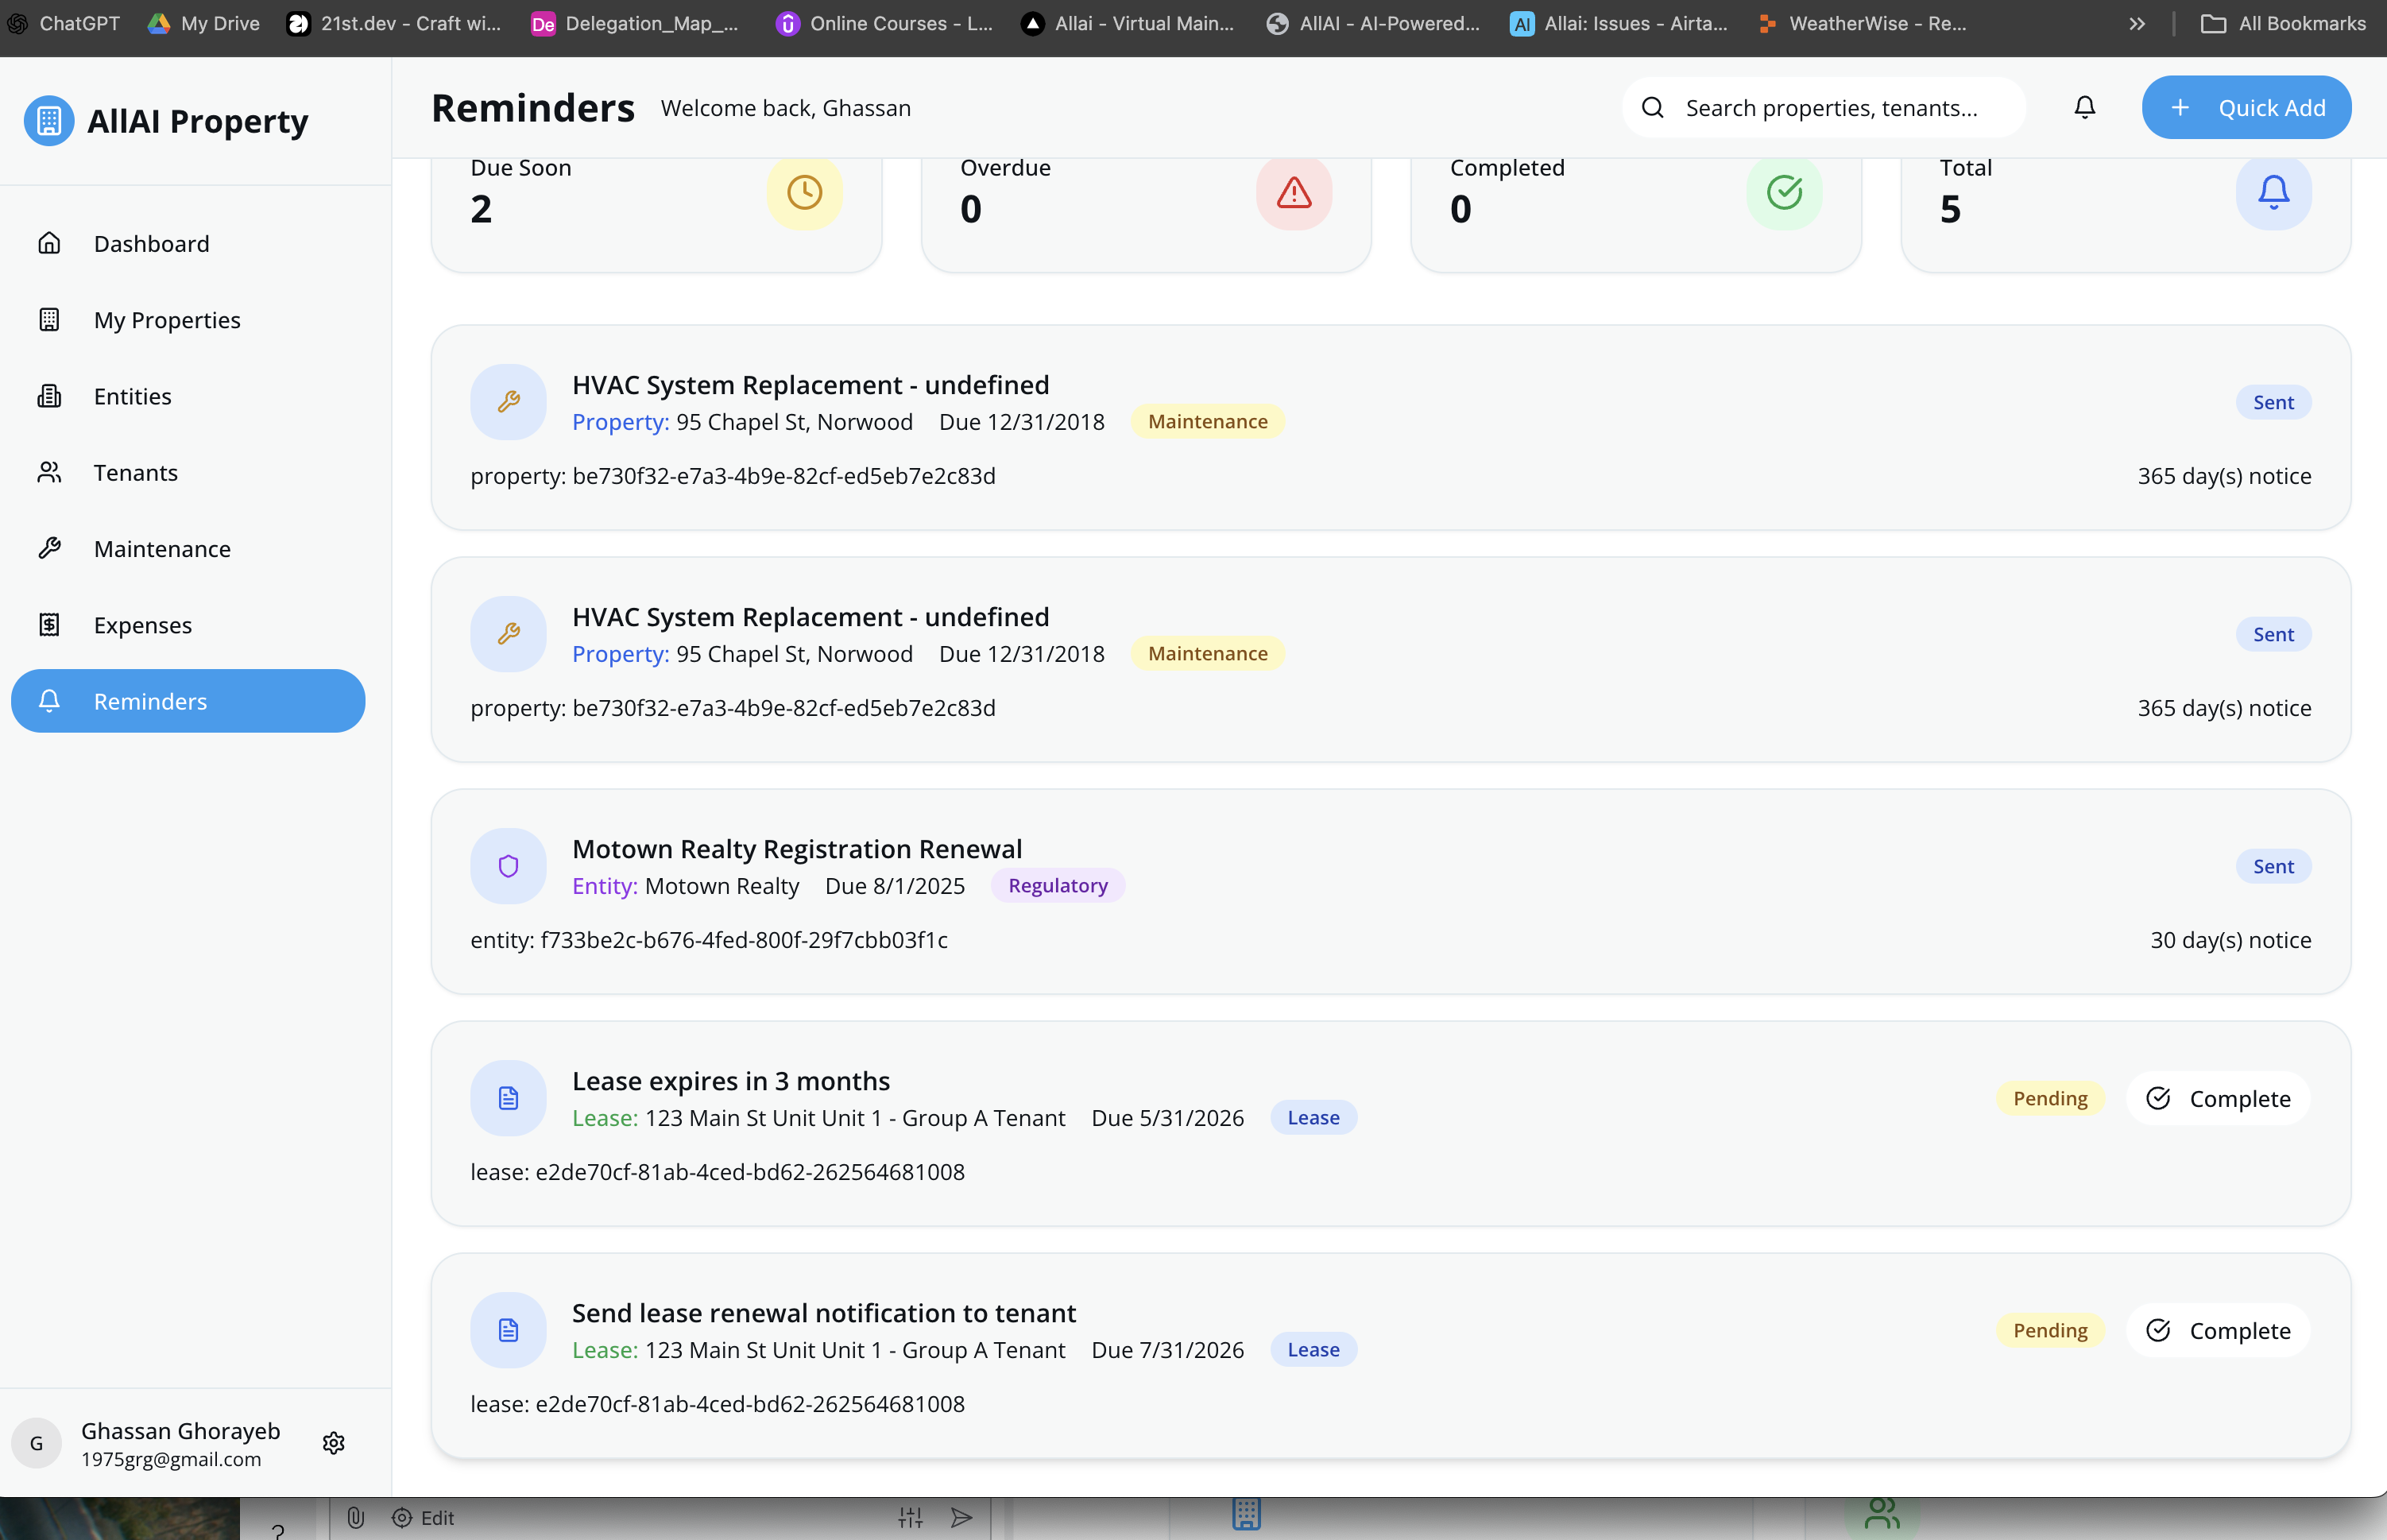 ChatGPT
My Drive
21st.dev - Craft wi...
De Delegation_Map_-...
Online Courses - L...
Allai - Virtual Main...
AllAI - AI-Powered...
AI Allai: Issues - Airta...
WeatherWise - Re...
All Bookmarks
AllAI Property
Reminders
Welcome back, Ghassan
Search properties, tenants...
Quick Add
Dashboard
My Properties
Entities
Tenants
Maintenance
Expenses
Reminders
Due Soon
2
Overdue
0
Completed
0
Total
5
HVAC System Replacement - undefined
Property: 95 Chapel St, Norwood Due 12/31/2018 Maintenance
Sent
property: be730f32-e7a3-4b9e-82cf-ed5eb7e2c83d
365 day(s) notice
HVAC System Replacement - undefined
Property: 95 Chapel St, Norwood Due 12/31/2018 Maintenance
Sent
property: be730f32-e7a3-4b9e-82cf-ed5eb7e2c83d
365 day(s) notice
Motown Realty Registration Renewal
Entity: Motown Realty Due 8/1/2025 Regulatory
Sent
entity: f733be2c-b676-4fed-800f-29f7cbb03f1c
30 day(s) notice
Lease expires in 3 months
Lease: 123 Main St Unit Unit 1 - Group A Tenant Due 5/31/2026 Lease
Pending
Complete
lease: e2de70cf-81ab-4ced-bd62-262564681008
Send lease renewal notification to tenant
Lease: 123 Main St Unit Unit 1 - Group A Tenant Due 7/31/2026 Lease
Pending
Complete
lease: e2de70cf-81ab-4ced-bd62-262564681008
G
Ghassan Ghorayeb
1975grg@gmail.com
?
Edit